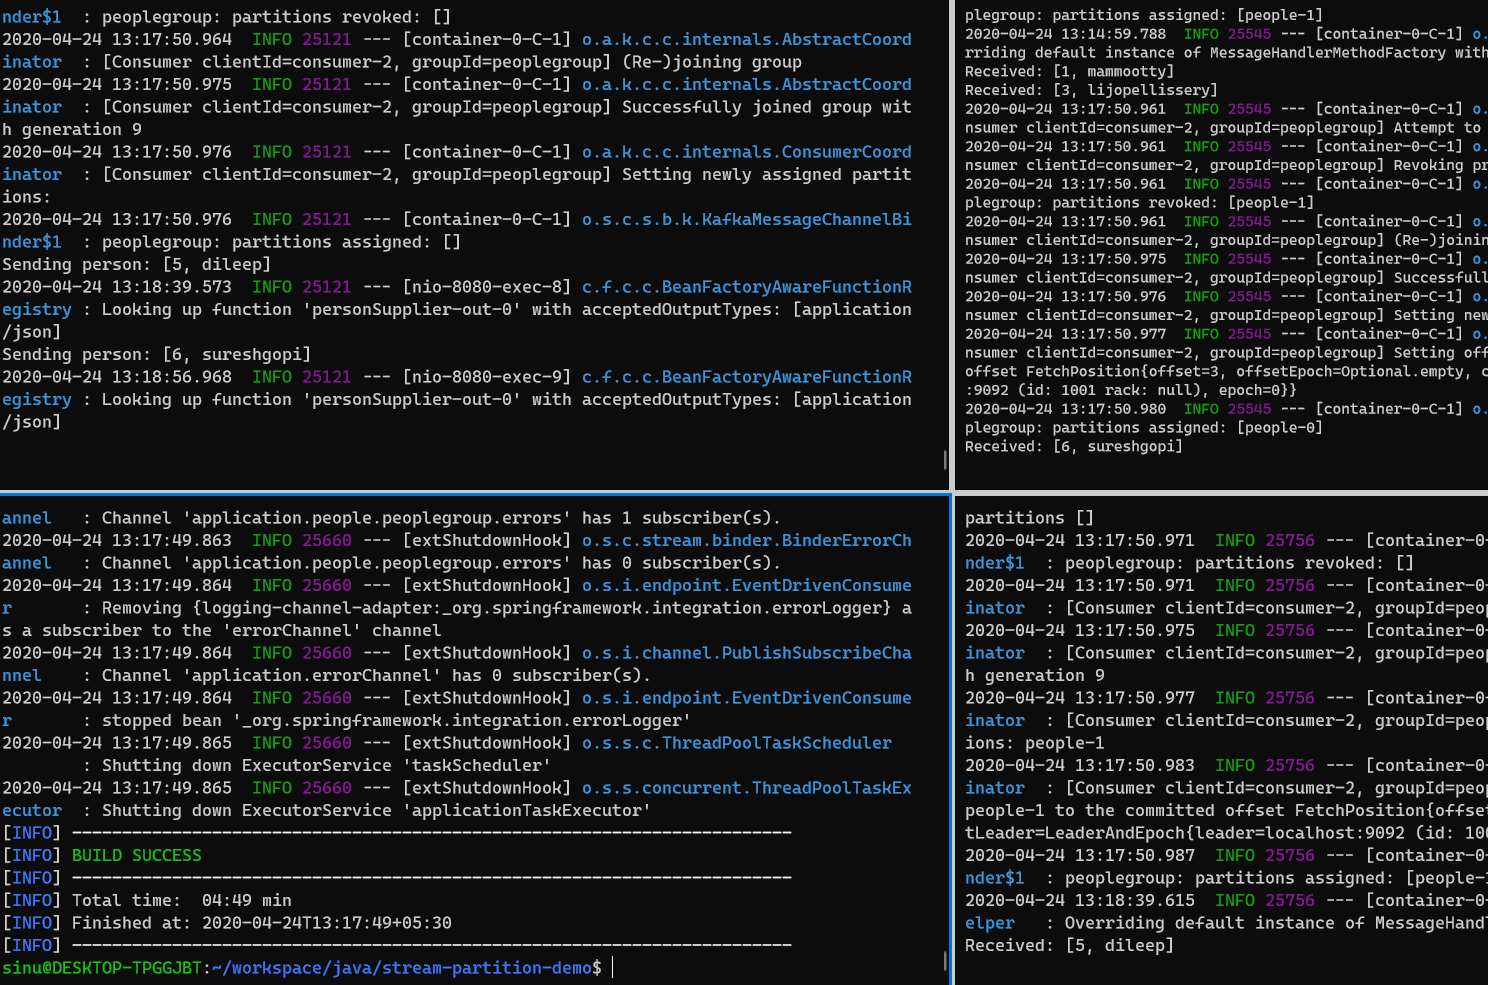 nder$1  : peoplegroup: partitions revoked: []
2020-04-24 13:17:50.964  INFO 25121 --- [container-0-C-1] o.a.k.c.c.internals.AbstractCoord
inator  : [Consumer clientId=consumer-2, groupId=peoplegroup] (Re-)joining group
2020-04-24 13:17:50.975  INFO 25121 --- [container-0-C-1] o.a.k.c.c.internals.AbstractCoord
inator  : [Consumer clientId=consumer-2, groupId=peoplegroup] Successfully joined group wit
h generation 9
2020-04-24 13:17:50.976  INFO 25121 --- [container-0-C-1] o.a.k.c.c.internals.ConsumerCoord
inator  : [Consumer clientId=consumer-2, groupId=peoplegroup] Setting newly assigned partit
ions:
2020-04-24 13:17:50.976  INFO 25121 --- [container-0-C-1] o.s.c.s.b.k.KafkaMessageChannelBi
nder$1  : peoplegroup: partitions assigned: []
Sending person: [5, dileep]
2020-04-24 13:18:39.573  INFO 25121 --- [nio-8080-exec-8] c.f.c.c.BeanFactoryAwareFunctionR
egistry : Looking up function 'personSupplier-out-0' with acceptedOutputTypes: [application
/json]
Sending person: [6, sureshgopi]
2020-04-24 13:18:56.968  INFO 25121 --- [nio-8080-exec-9] c.f.c.c.BeanFactoryAwareFunctionR
egistry : Looking up function 'personSupplier-out-0' with acceptedOutputTypes: [application
/json]
plegroup: partitions assigned: [people-1]
2020-04-24 13:14:59.788  INFO 25545 --- [container-0-C-1] o.
rriding default instance of MessageHandlerMethodFactory with
Received: [1, mammootty]
Received: [3, lijopellissery]
2020-04-24 13:17:50.961  INFO 25545 --- [container-0-C-1] o.
nsumer clientId=consumer-2, groupId=peoplegroup] Attempt to
2020-04-24 13:17:50.961  INFO 25545 --- [container-0-C-1] o.
nsumer clientId=consumer-2, groupId=peoplegroup] Revoking pr
2020-04-24 13:17:50.961  INFO 25545 --- [container-0-C-1] o.
plegroup: partitions revoked: [people-1]
2020-04-24 13:17:50.961  INFO 25545 --- [container-0-C-1] o.
nsumer clientId=consumer-2, groupId=peoplegroup] (Re-)joinin
2020-04-24 13:17:50.975  INFO 25545 --- [container-0-C-1] o.
nsumer clientId=consumer-2, groupId=peoplegroup] Successfull
2020-04-24 13:17:50.976  INFO 25545 --- [container-0-C-1] o.
nsumer clientId=consumer-2, groupId=peoplegroup] Setting new
2020-04-24 13:17:50.977  INFO 25545 --- [container-0-C-1] o.
nsumer clientId=consumer-2, groupId=peoplegroup] Setting off
offset FetchPosition{offset=3, offsetEpoch=Optional.empty, c
:9092 (id: 1001 rack: null), epoch=0}}
2020-04-24 13:17:50.980  INFO 25545 --- [container-0-C-1] o.
plegroup: partitions assigned: [people-0]
Received: [6, sureshgopi]
annel   : Channel 'application.people.peoplegroup.errors' has 1 subscriber(s).
2020-04-24 13:17:49.863  INFO 25660 --- [extShutdownHook] o.s.c.stream.binder.BinderErrorCh
annel   : Channel 'application.people.peoplegroup.errors' has 0 subscriber(s).
2020-04-24 13:17:49.864  INFO 25660 --- [extShutdownHook] o.s.i.endpoint.EventDrivenConsume
r       : Removing {logging-channel-adapter:_org.springframework.integration.errorLogger} a
s a subscriber to the 'errorChannel' channel
2020-04-24 13:17:49.864  INFO 25660 --- [extShutdownHook] o.s.i.channel.PublishSubscribeCha
nnel    : Channel 'application.errorChannel' has 0 subscriber(s).
2020-04-24 13:17:49.864  INFO 25660 --- [extShutdownHook] o.s.i.endpoint.EventDrivenConsume
r       : stopped bean '_org.springframework.integration.errorLogger'
2020-04-24 13:17:49.865  INFO 25660 --- [extShutdownHook] o.s.s.c.ThreadPoolTaskScheduler
        : Shutting down ExecutorService 'taskScheduler'
2020-04-24 13:17:49.865  INFO 25660 --- [extShutdownHook] o.s.s.concurrent.ThreadPoolTaskEx
ecutor  : Shutting down ExecutorService 'applicationTaskExecutor'
[INFO] ------------------------------------------------------------------------
[INFO] BUILD SUCCESS
[INFO] ------------------------------------------------------------------------
[INFO] Total time:  04:49 min
[INFO] Finished at: 2020-04-24T13:17:49+05:30
[INFO] ------------------------------------------------------------------------
sinu@DESKTOP-TPGGJBT:~/workspace/java/stream-partition-demo$
partitions []
2020-04-24 13:17:50.971  INFO 25756 --- [container-0-
nder$1  : peoplegroup: partitions revoked: []
2020-04-24 13:17:50.971  INFO 25756 --- [container-0-
inator  : [Consumer clientId=consumer-2, groupId=peop
2020-04-24 13:17:50.975  INFO 25756 --- [container-0-
inator  : [Consumer clientId=consumer-2, groupId=peop
h generation 9
2020-04-24 13:17:50.977  INFO 25756 --- [container-0-
inator  : [Consumer clientId=consumer-2, groupId=peop
ions: people-1
2020-04-24 13:17:50.983  INFO 25756 --- [container-0-
inator  : [Consumer clientId=consumer-2, groupId=peop
people-1 to the committed offset FetchPosition{offset
tLeader=LeaderAndEpoch{leader=localhost:9092 (id: 100
2020-04-24 13:17:50.987  INFO 25756 --- [container-0-
nder$1  : peoplegroup: partitions assigned: [people-1
2020-04-24 13:18:39.615  INFO 25756 --- [container-0-
elper   : Overriding default instance of MessageHandl
Received: [5, dileep]